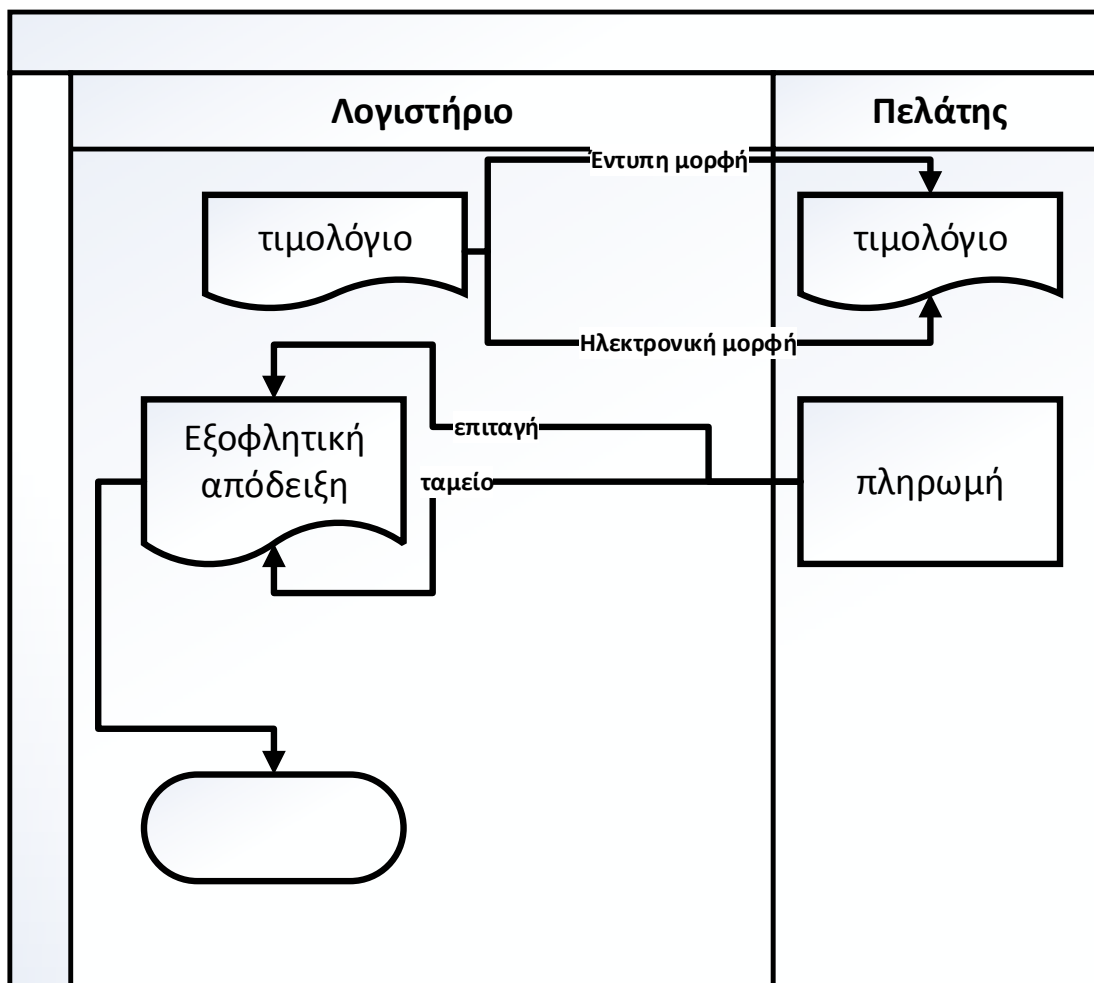 Λογιστήριο
Πελάτης
Έντυπη μορφή
τιμολόγιο
τιμολόγιο
Ηλεκτρονική μορφή
επιταγή
Εξοφλητική
απόδειξη
ταμείο
πληρωμή